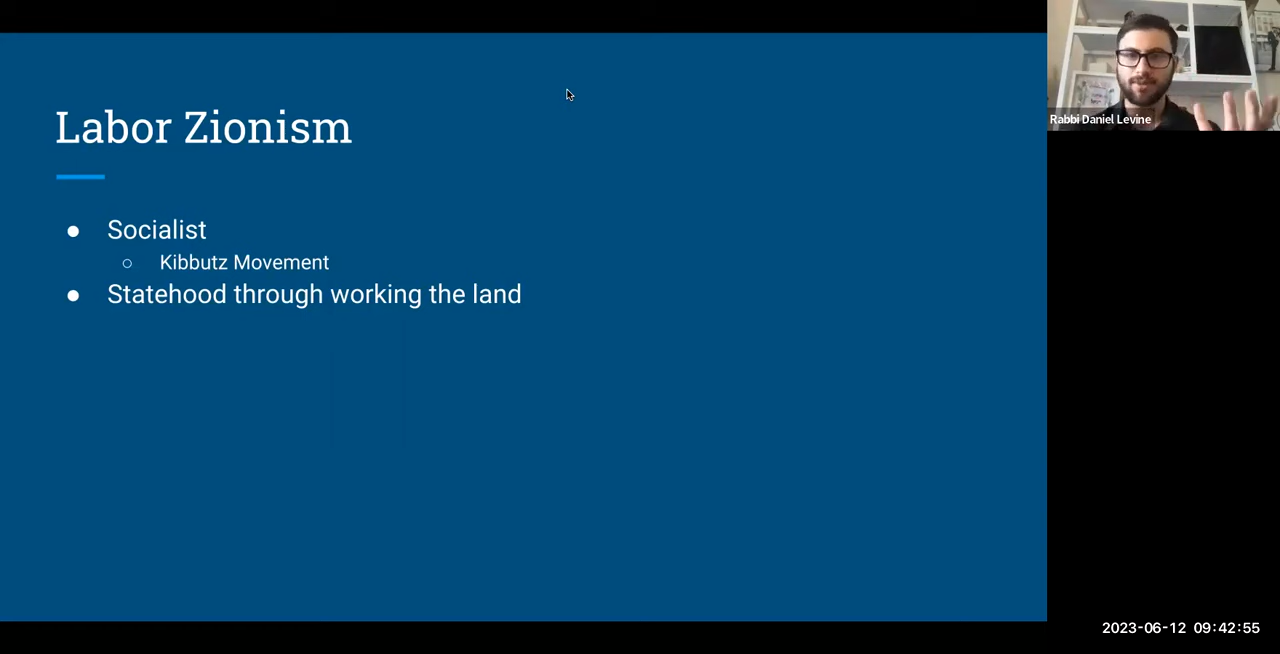 Labor Zionism
● Socialist
○ Kibbutz Movement
● Statehood through working the land
Rabbi Daniel Levine
2023-06-12 09:42:55